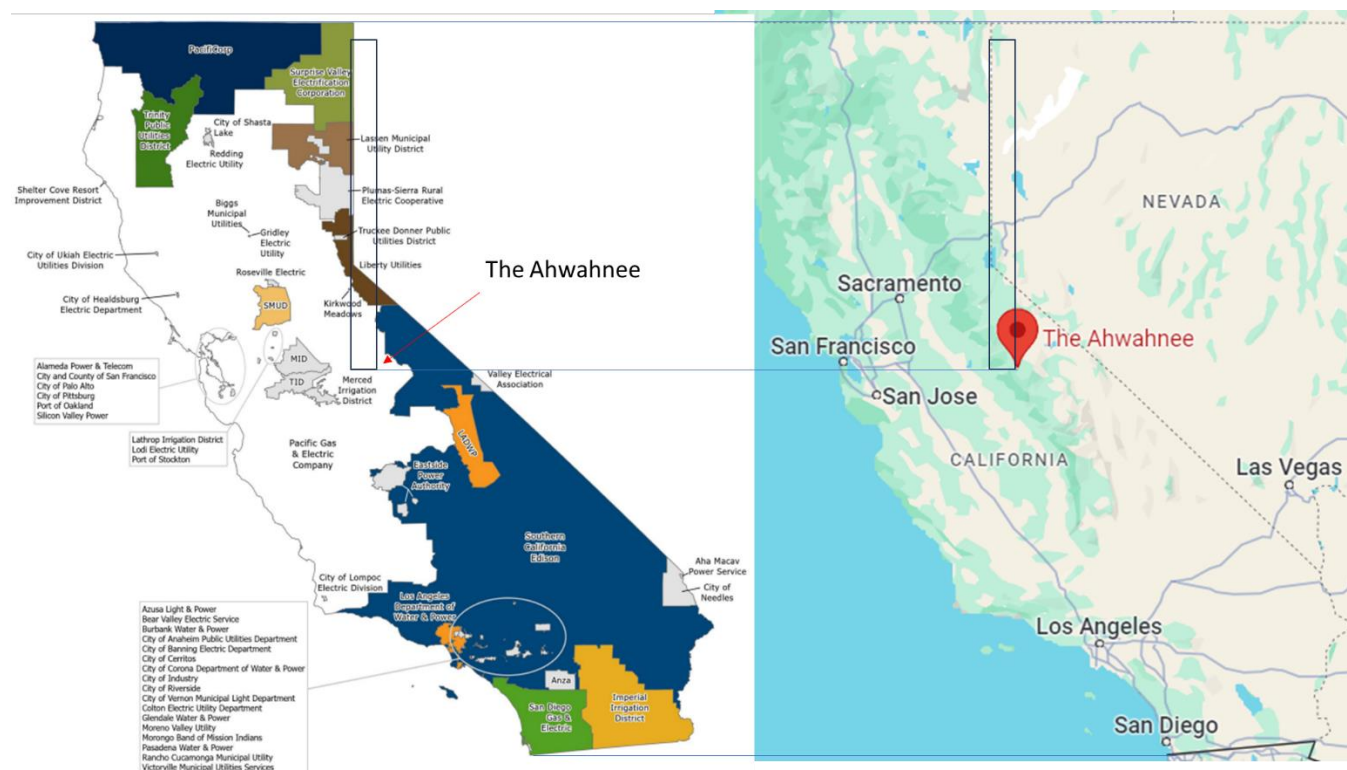 PacifiCorp
Surprise Valley
Electrification
Corporation
Trinity
Public
Utilities
District
City of Shasta
Lake
Redding
Electric Utility
Lassen Municipal
Utility District
Shelter Cove Resort
Improvement District
Plumas-Sierra Rural
Electric Cooperative
Biggs
Municipal
Utilities
Gridley
Electric
Utility
Truckee Donner Public
Utilities District
City of Ukiah Electric
Utilities Division
Liberty Utilities
Roseville Electric
City of Healdsburg
Electric Department
SMUD
Kirkwood
Meadows
The Ahwahnee
MID
TID
Merced
Irrigation
District
Valley Electrical
Association
Alameda Power & Telecom
City and County of San Francisco
City of Palo Alto
City of Pittsburg
Port of Oakland
Silicon Valley Power
Lathrop Irrigation District
Lodi Electric Utility
Port of Stockton
Pacific Gas
& Electric
Company
LADWP
Eastside
Power
Authority
Southern
California
Edison
Aha Macav
Power Service
City of
Needles
City of Lompoc
Electric Division
Los Angeles
Department of
Water & Power
Azusa Light & Power
Bear Valley Electric Service
Burbank Water & Power
City of Anaheim Public Utilities Department
City of Banning Electric Department
City of Cerritos
City of Corona Department of Water & Power
City of Industry
City of Riverside
City of Vernon Municipal Light Department
Colton Electric Utility Department
Glendale Water & Power
Moreno Valley Utility
Morongo Band of Mission Indians
Pasadena Water & Power
Rancho Cucamonga Municipal Utility
Victorville Municipal Utilities Services
Anza
San Diego
Gas &
Electric
Imperial
Irrigation
District
NEVADA
Sacramento
San Francisco
The Ahwahnee
San Jose
CALIFORNIA
Las Vegas
Los Angeles
San Diego